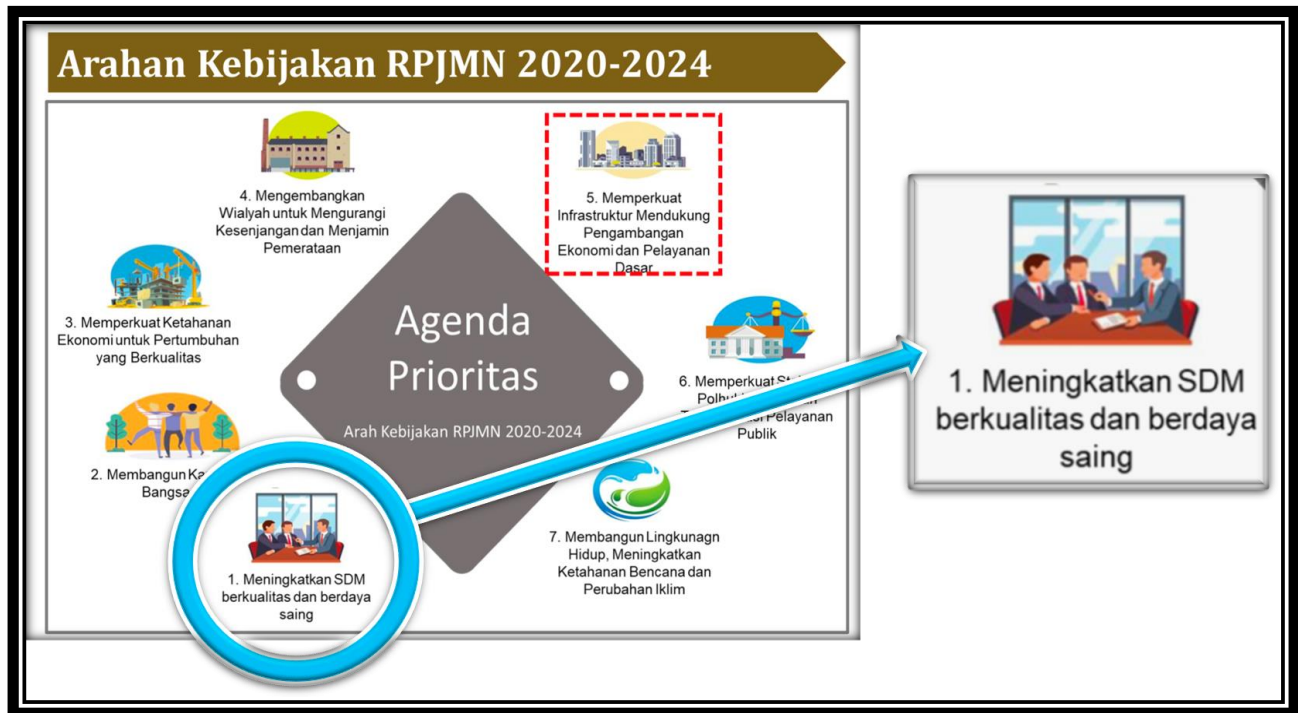 Arahan Kebijakan RPJMN 2020-2024
4. Mengembangkan
Wialyah untuk Mengurangi
Kesenjangan dan Menjamin
Pemerataan
5. Memperkuat
Infrastruktur Mendukung
Pengambangan
Ekonomi dan Pelayanan
Dasar
3. Memperkuat Ketahanan
Ekonomi untuk Pertumbuhan
yang Berkualitas
Agenda
Prioritas
Arah Kebijakan RPJMN 2020-2024
6. Memperkuat
Pelayanan
Publik
2. Membangun
Bangsa
1. Meningkatkan SDM
berkualitas dan berdaya
saing
7. Membangun Lingkunagn
Hidup, Meningkatkan
Ketahanan Bencana dan
Perubahan Iklim
1. Meningkatkan SDM
berkualitas dan berdaya
saing